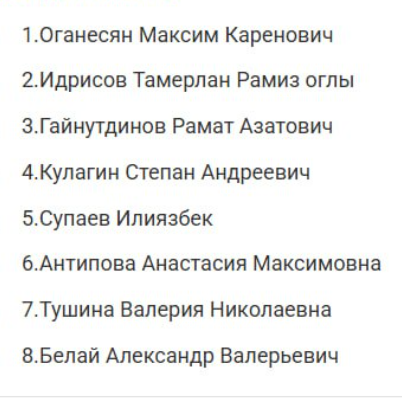 1.Оганесян Максим Каренович
2.Идрисов Тамерлан Рамиз оглы
3.Гайнутдинов Рамат Азатович
4.Кулагин Степан Андреевич
5.Супаев Илиязбек
6.Антипова Анастасия Максимовна
7.Тушина Валерия Николаевна
8.Белай Александр Валерьевич